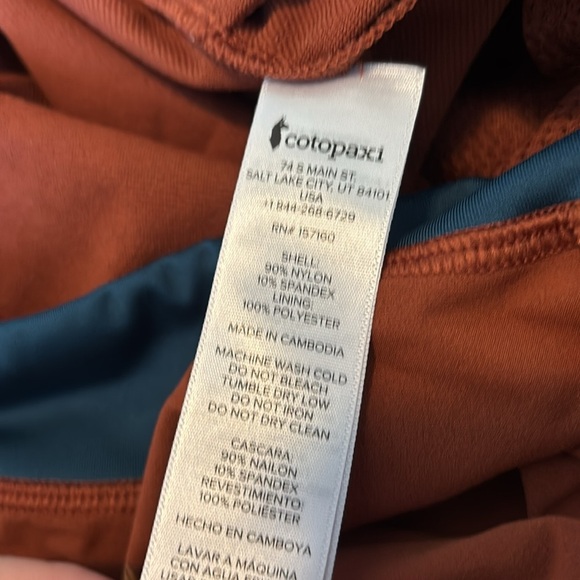 cotopaxi
74 S MAIN ST.
SALT LAKE CITY, UT 84101
USA
+1 844-268-6729
RN# 157160
SHELL:
90% NYLON
10% SPANDEX
LINING:
100% POLYESTER
MADE IN CAMBODIA
MACHINE WASH COLD
DO NOT BLEACH
TUMBLE DRY LOW
DO NOT IRON
DO NOT DRY CLEAN
CASCARA:
90% NAILON
10% SPANDEX
REVESTIMIENTO:
100% POLIESTER
HECHO EN CAMBOYA
LAVAR A MAQUINA
CON AGUA